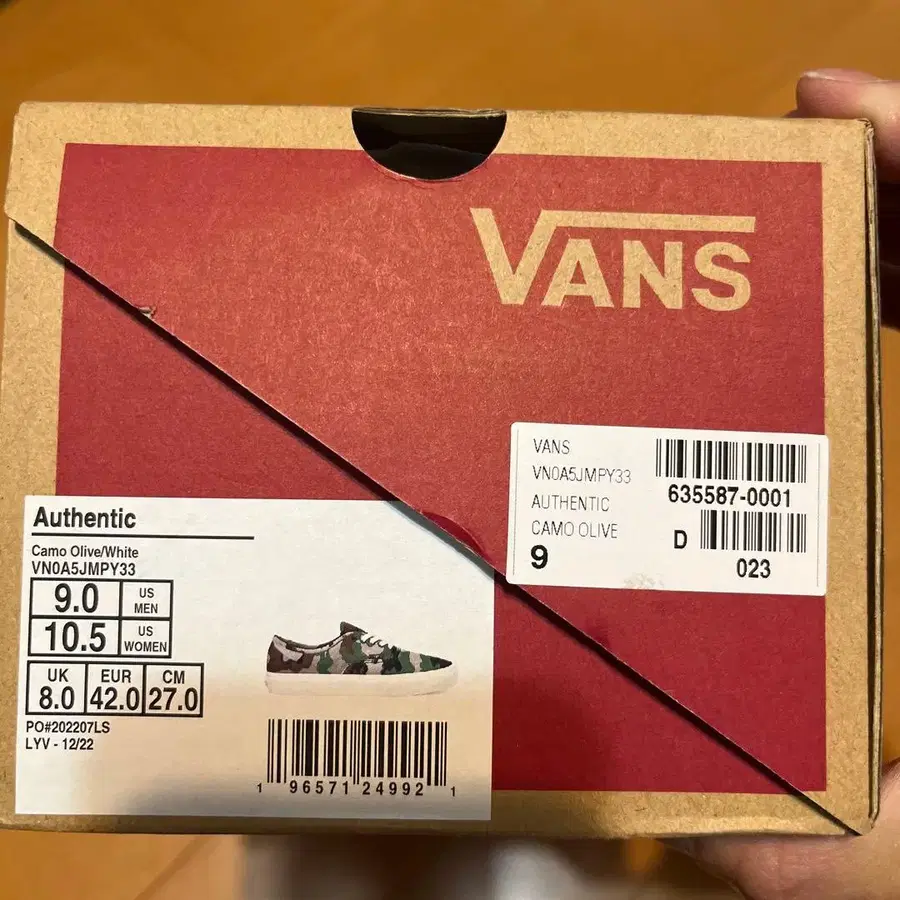 VANS
VANS
VN0A5JMPY33
AUTHENTIC
CAMO OLIVE
9
635587-0001
D
023
Authentic
Camo Olive/White
VN0A5JMPY33
9.0 US MEN
10.5 US WOMEN
UK EUR CM
8.0 42.0 27.0
PO#202207LS
LYV - 12/22
1 96571 24992 1